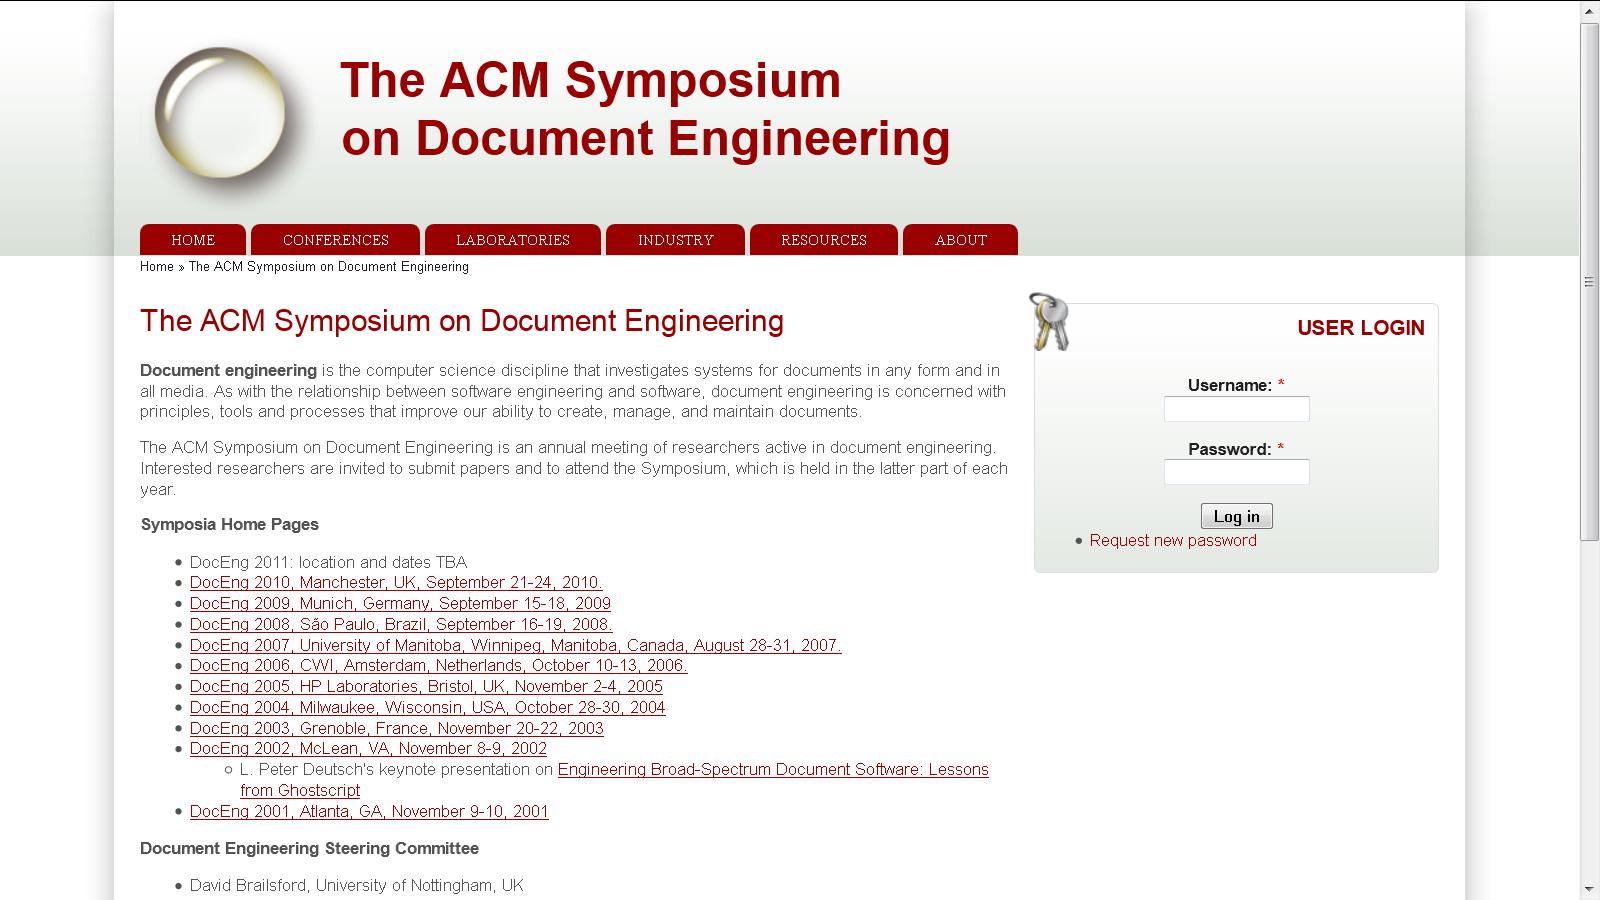 The ACM Symposium
on Document Engineering
HOME
CONFERENCES
LABORATORIES
INDUSTRY
RESOURCES
ABOUT
Home » The ACM Symposium on Document Engineering
The ACM Symposium on Document Engineering
Document engineering is the computer science discipline that investigates systems for documents in any form and in
all media. As with the relationship between software engineering and software, document engineering is concerned with
principles, tools and processes that improve our ability to create, manage, and maintain documents.
The ACM Symposium on Document Engineering is an annual meeting of researchers active in document engineering.
Interested researchers are invited to submit papers and to attend the Symposium, which is held in the latter part of each
year.
Symposia Home Pages
• DocEng 2011: location and dates TBA
• DocEng 2010, Manchester, UK, September 21-24, 2010.
• DocEng 2009, Munich, Germany, September 15-18, 2009
• DocEng 2008, São Paulo, Brazil, September 16-19, 2008.
• DocEng 2007, University of Manitoba, Winnipeg, Manitoba, Canada, August 28-31, 2007.
• DocEng 2006, CWI, Amsterdam, Netherlands, October 10-13, 2006.
• DocEng 2005, HP Laboratories, Bristol, UK, November 2-4, 2005
• DocEng 2004, Milwaukee, Wisconsin, USA, October 28-30, 2004
• DocEng 2003, Grenoble, France, November 20-22, 2003
• DocEng 2002, McLean, VA, November 8-9, 2002
○ L. Peter Deutsch's keynote presentation on Engineering Broad-Spectrum Document Software: Lessons
from Ghostscript
• DocEng 2001, Atlanta, GA, November 9-10, 2001
Document Engineering Steering Committee
• David Brailsford, University of Nottingham, UK
USER LOGIN
Username: *
Password: *
Log in
• Request new password